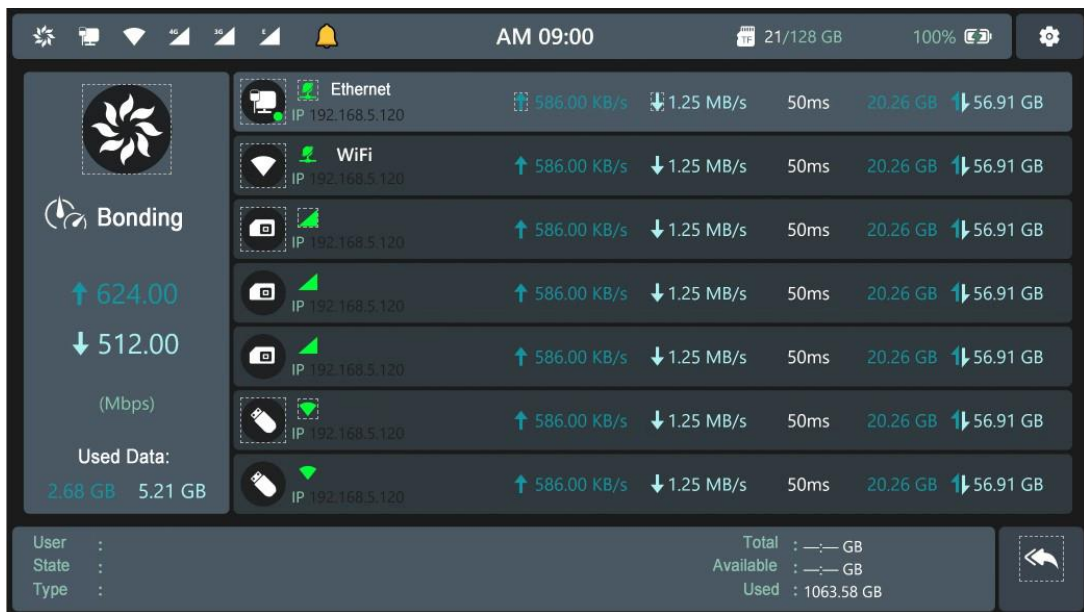 4G 3G E AM 09:00 TF 21/128 GB 100%
Ethernet
IP 192.168.5.120 586.00 KB/s 1.25 MB/s 50ms 20.26 GB 56.91 GB
WiFi
IP 192.168.5.120 586.00 KB/s 1.25 MB/s 50ms 20.26 GB 56.91 GB
IP 192.168.5.120 586.00 KB/s 1.25 MB/s 50ms 20.26 GB 56.91 GB
IP 192.168.5.120 586.00 KB/s 1.25 MB/s 50ms 20.26 GB 56.91 GB
IP 192.168.5.120 586.00 KB/s 1.25 MB/s 50ms 20.26 GB 56.91 GB
IP 192.168.5.120 586.00 KB/s 1.25 MB/s 50ms 20.26 GB 56.91 GB
IP 192.168.5.120 586.00 KB/s 1.25 MB/s 50ms 20.26 GB 56.91 GB
Bonding
624.00
512.00
(Mbps)
Used Data:
2.68 GB 5.21 GB
User :
State :
Type :
Total : —:— GB
Available : —:— GB
Used : 1063.58 GB